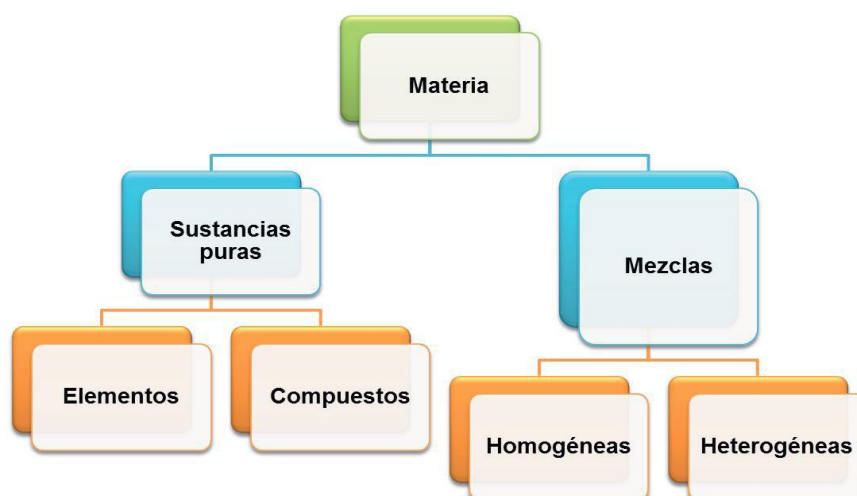 Materia
Sustancias
puras
Mezclas
Elementos
Compuestos
Homogéneas
Heterogéneas